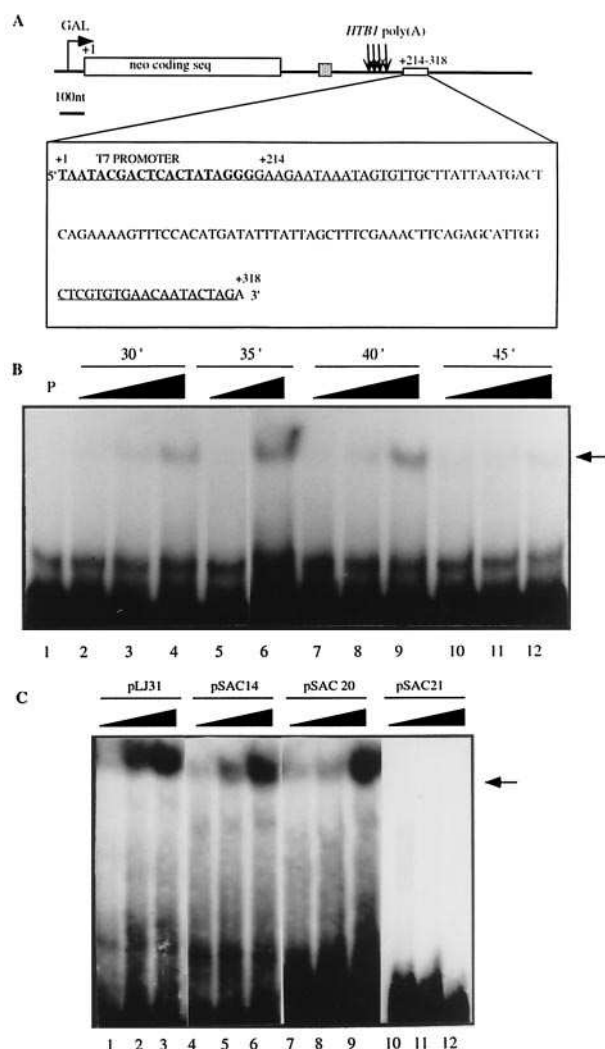 A
GAL
+1
HTB1 poly(A)
neo coding seq
+214-318
100nt
+1 T7 PROMOTER +214
5' TAATACGACTCACTATAGGGGAAGAATAAATAGTGTTGCTTATTAATGACT
CAGAAAAGTTTCCACATGATATTTATTAGCTTTCGAAACTTCAGAGCATTGG
+318
CTCGTGTGAACAATACTAGA 3'
B
P 30' 35' 40' 45'
1 2 3 4 5 6 7 8 9 10 11 12
C
pLJ31 pSAC14 pSAC 20 pSAC21
1 2 3 4 5 6 7 8 9 10 11 12